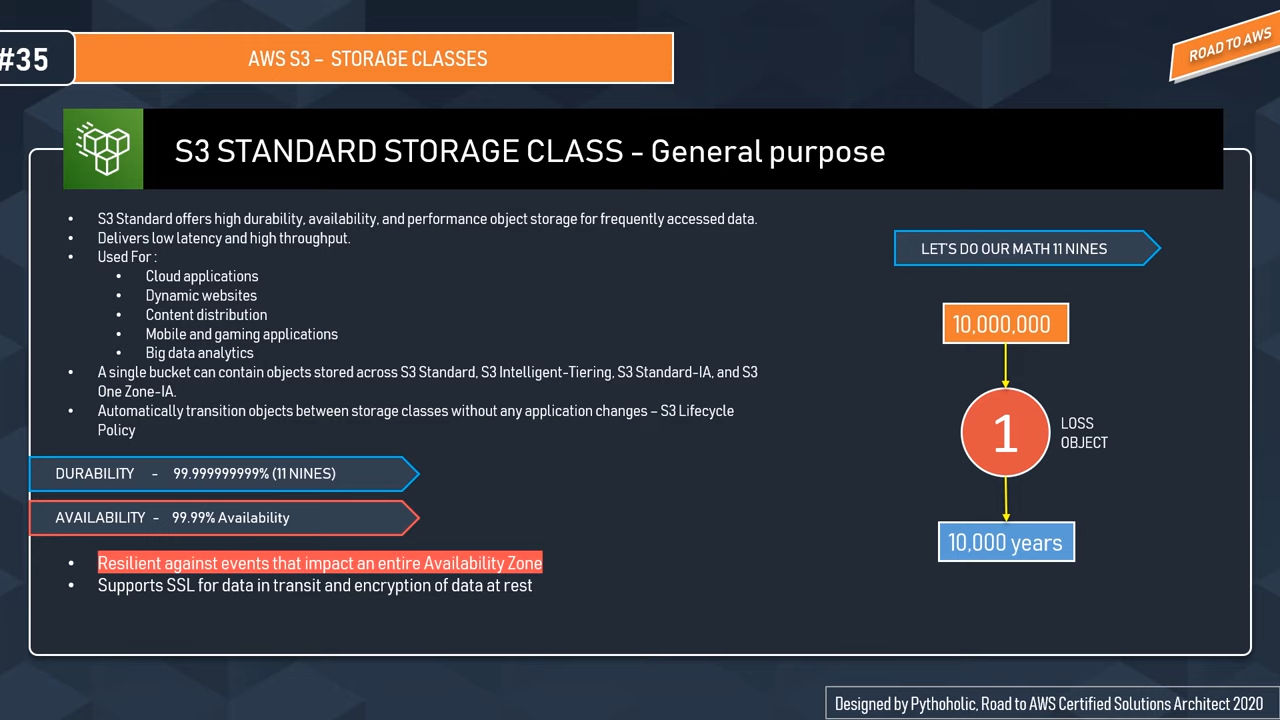 #35
AWS S3 – STORAGE CLASSES
ROAD TO AWS
S3 STANDARD STORAGE CLASS – General purpose
• S3 Standard offers high durability, availability, and performance object storage for frequently accessed data.
• Delivers low latency and high throughput.
• Used For :
• Cloud applications
• Dynamic websites
• Content distribution
• Mobile and gaming applications
• Big data analytics
• A single bucket can contain objects stored across S3 Standard, S3 Intelligent-Tiering, S3 Standard-IA, and S3
One Zone-IA.
• Automatically transition objects between storage classes without any application changes – S3 Lifecycle
Policy
DURABILITY - 99.999999999% (11 NINES)
AVAILABILITY - 99.99% Availability
• Resilient against events that impact an entire Availability Zone
• Supports SSL for data in transit and encryption of data at rest
LET'S DO OUR MATH 11 NINES
10,000,000
1
LOSS
OBJECT
10,000 years
Designed by Pythoholic, Road to AWS Certified Solutions Architect 2020